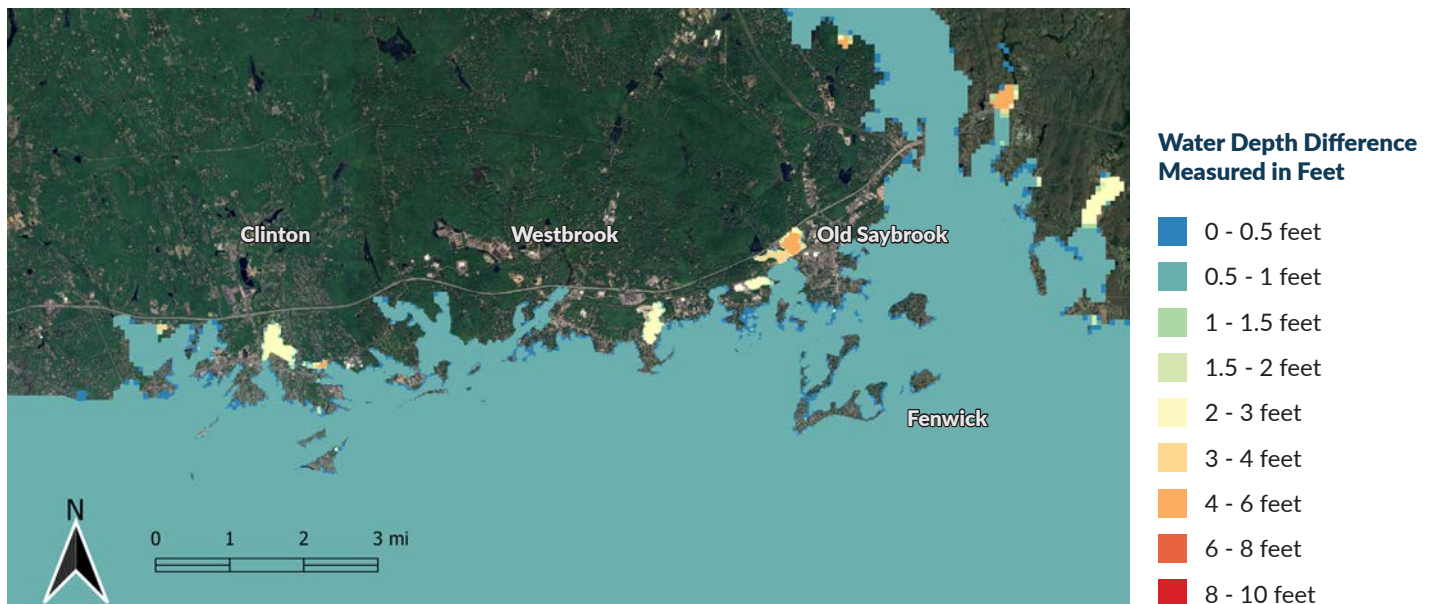 Clinton
Westbrook
Old Saybrook
Fenwick
N
0 1 2 3 mi
Water Depth Difference
Measured in Feet
0 - 0.5 feet
0.5 - 1 feet
1 - 1.5 feet
1.5 - 2 feet
2 - 3 feet
3 - 4 feet
4 - 6 feet
6 - 8 feet
8 - 10 feet